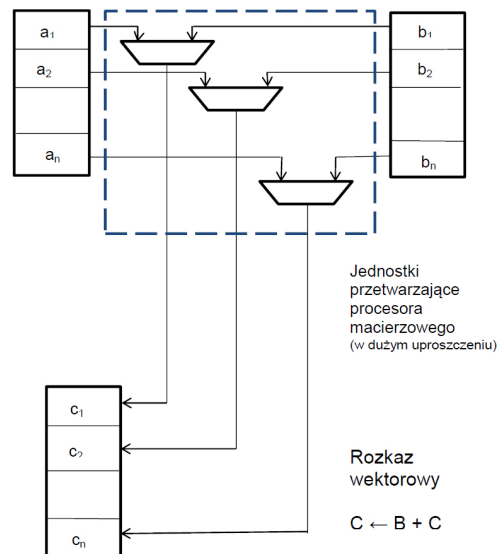 a₁
b₁
a₂
b₂
aₙ
bₙ
Jednostki
przetwarzające
procesora
macierzowego
(w dużym uproszczeniu)
c₁
c₂
Rozkaz
wektorowy
C ← B + C
cₙ